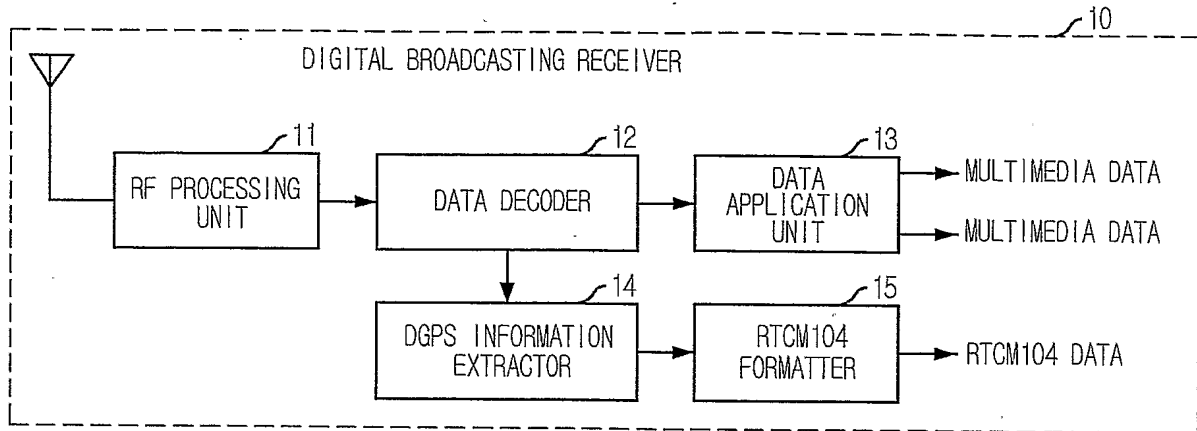 10
DIGITAL BROADCASTING RECEIVER
11
12
13
RF PROCESSING
UNIT
DATA DECODER
DATA
APPLICATION
UNIT
MULTIMEDIA DATA
MULTIMEDIA DATA
14
15
DGPS INFORMATION
EXTRACTOR
RTCM104
FORMATTER
RTCM104 DATA